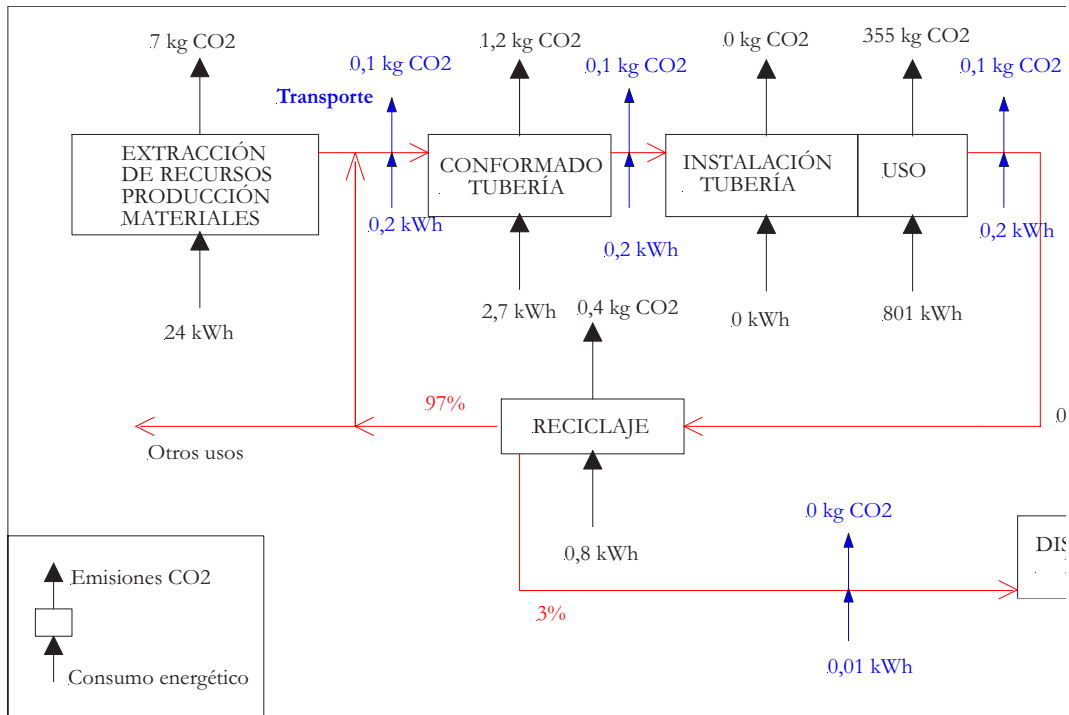 7 kg CO2
1,2 kg CO2
0 kg CO2
355 kg CO2
0,1 kg CO2
0,1 kg CO2
0,1 kg CO2
Transporte
EXTRACCIÓN
DE RECURSOS
PRODUCCIÓN
MATERIALES
CONFORMADO
TUBERÍA
INSTALACIÓN
TUBERÍA
USO
0,2 kWh
0,2 kWh
0,2 kWh
24 kWh
2,7 kWh
0 kWh
801 kWh
0,4 kg CO2
97%
RECICLAJE
0
Otros usos
0,8 kWh
0 kg CO2
DIS
3%
0,01 kWh
Emisiones CO2
Consumo energético